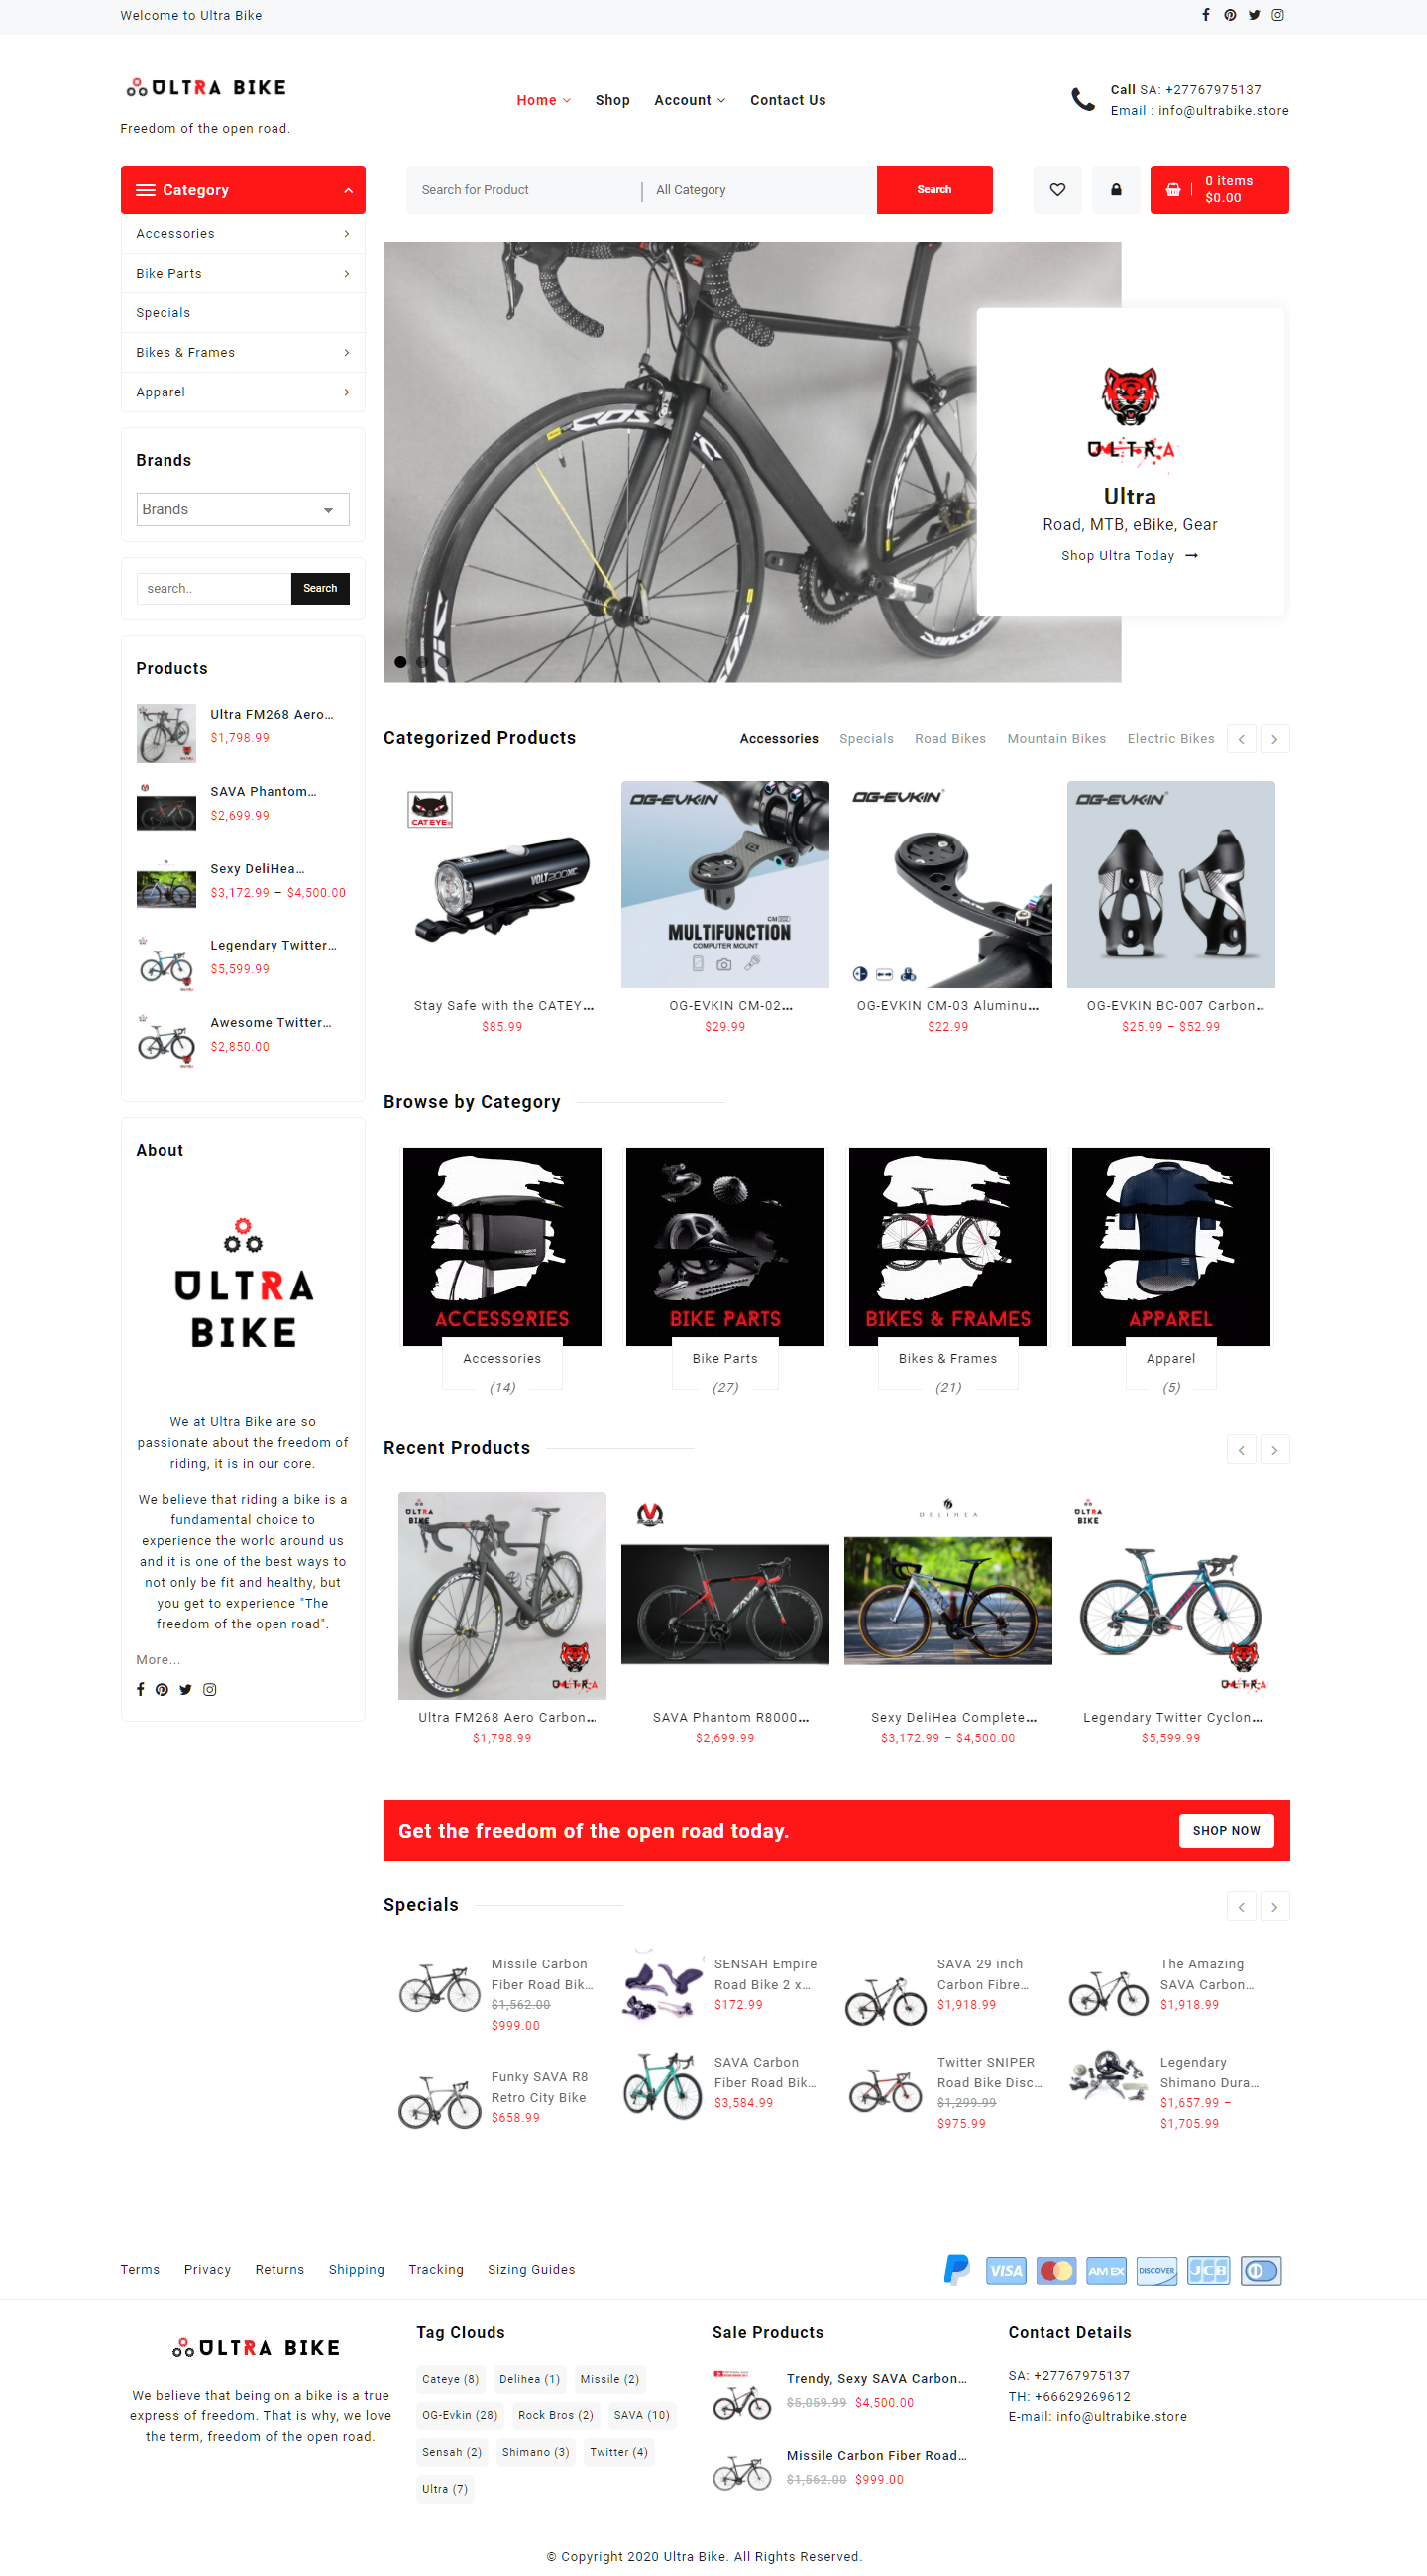 Welcome to Ultra Bike
ULTRA BIKE
Freedom of the open road.
Home
Shop
Account
Contact Us
Call SA: +27767975137
Email : info@ultrabike.store
Category
Search for Product
All Category
Search
0 items
$0.00
Accessories
Bike Parts
Specials
Bikes & Frames
Apparel
Brands
Brands
search..
Search
Products
Ultra FM268 Aero...
$1,798.99
SAVA Phantom...
$2,699.99
Sexy DeliHea...
$3,172.99 – $4,500.00
Legendary Twitter...
$5,599.99
Awesome Twitter...
$2,850.00
About
ULTRA
BIKE
We at Ultra Bike are so
passionate about the freedom of
riding, it is in our core.
We believe that riding a bike is a
fundamental choice to
experience the world around us
and it is one of the best ways to
not only be fit and healthy, but
you get to experience "The
freedom of the open road".
More...
COSMIC
COSMIC
ULTRA
Ultra
Road, MTB, eBike, Gear
Shop Ultra Today
Categorized Products
Accessories
Specials
Road Bikes
Mountain Bikes
Electric Bikes
CATEYE
VOLT200XC
OG-EVKIN
CM
MULTIFUNCTION
COMPUTER MOUNT
OG-EVKIN
OG-EVKIN
Stay Safe with the CATEY...
$85.99
OG-EVKIN CM-02...
$29.99
OG-EVKIN CM-03 Aluminu...
$22.99
OG-EVKIN BC-007 Carbon...
$25.99 – $52.99
Browse by Category
ACCESSORIES
BIKE PARTS
BIKES & FRAMES
APPAREL
Accessories
(14)
Bike Parts
(27)
Bikes & Frames
(21)
Apparel
(5)
Recent Products
ULTRA
BIKE
ULTRA
SAVA
DELIHEA
ULTRA
BIKE
ULTRA
Ultra FM268 Aero Carbon...
$1,798.99
SAVA Phantom R8000...
$2,699.99
Sexy DeliHea Complete...
$3,172.99 – $4,500.00
Legendary Twitter Cyclon...
$5,599.99
Get the freedom of the open road today.
SHOP NOW
Specials
Missile Carbon
Fiber Road Bik...
$1,562.00
$999.00
SENSAH Empire
Road Bike 2 x...
$172.99
SAVA 29 inch
Carbon Fibre...
$1,918.99
The Amazing
SAVA Carbon...
$1,918.99
Funky SAVA R8
Retro City Bike
$658.99
SAVA Carbon
Fiber Road Bik...
$3,584.99
Twitter SNIPER
Road Bike Disc...
$1,299.99
$975.99
Legendary
Shimano Dura...
$1,657.99 –
$1,705.99
Terms
Privacy
Returns
Shipping
Tracking
Sizing Guides
VISA
AM EX
DISCOVER
JCB
ULTRA BIKE
We believe that being on a bike is a true
express of freedom. That is why, we love
the term, freedom of the open road.
Tag Clouds
Cateye (8)
Delihea (1)
Missile (2)
OG-Evkin (28)
Rock Bros (2)
SAVA (10)
Sensah (2)
Shimano (3)
Twitter (4)
Ultra (7)
Sale Products
Trendy, Sexy SAVA Carbon...
$5,059.99 $4,500.00
Missile Carbon Fiber Road...
$1,562.00 $999.00
Contact Details
SA: +27767975137
TH: +66629269612
E-mail: info@ultrabike.store
© Copyright 2020 Ultra Bike. All Rights Reserved.